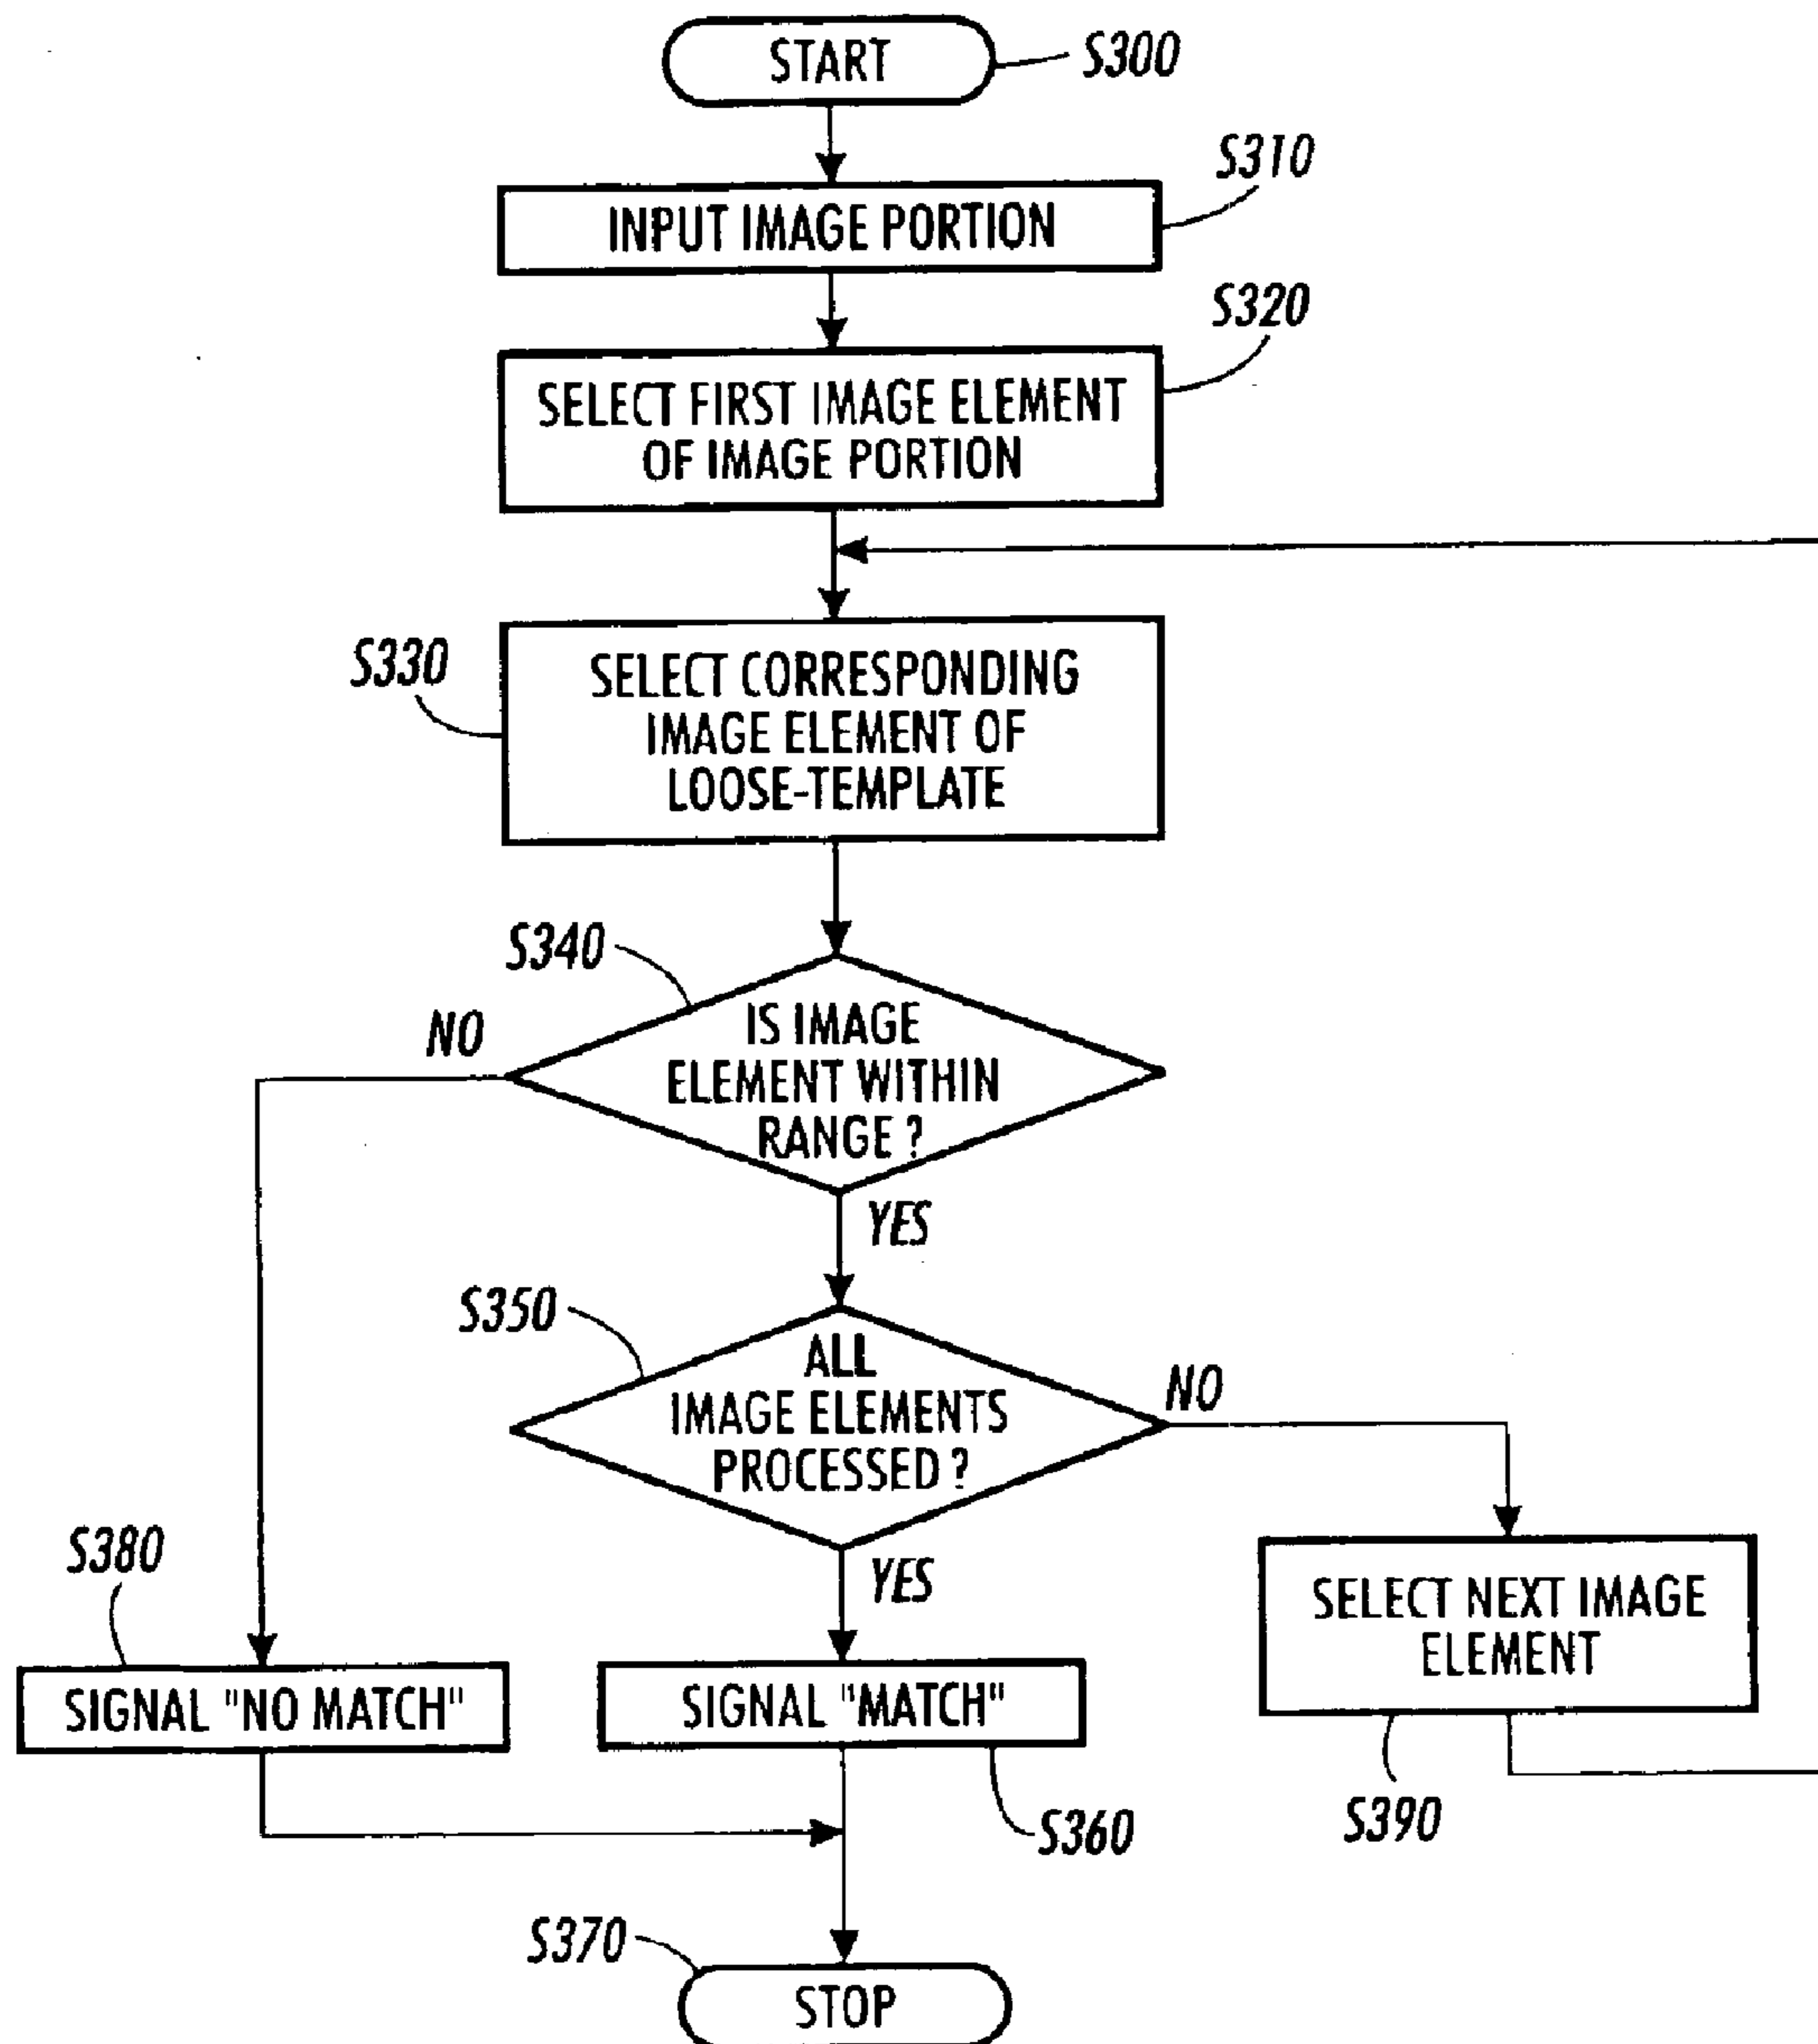 START
S300
S310
INPUT IMAGE PORTION
S320
SELECT FIRST IMAGE ELEMENT
OF IMAGE PORTION
S330
SELECT CORRESPONDING
IMAGE ELEMENT OF
LOOSE-TEMPLATE
S340
NO
IS IMAGE
ELEMENT WITHIN
RANGE ?
YES
S350
ALL
IMAGE ELEMENTS
PROCESSED ?
NO
YES
S380
SIGNAL "NO MATCH"
SIGNAL "MATCH"
SELECT NEXT IMAGE
ELEMENT
S360
S390
S370
STOP